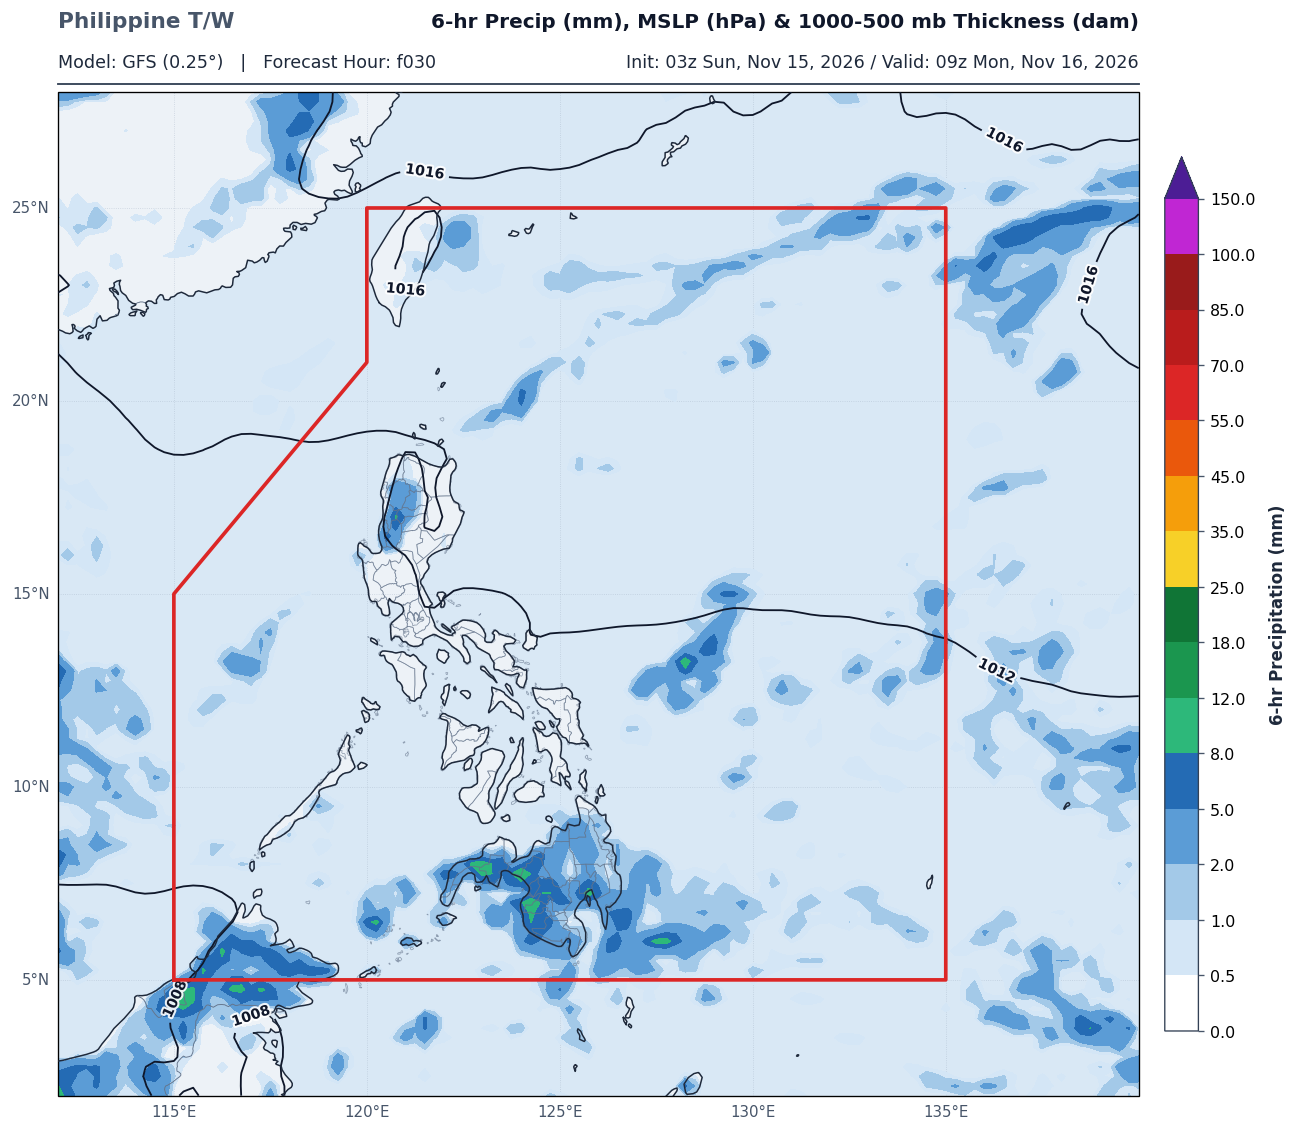 Philippine T/W
6-hr Precip (mm), MSLP (hPa) & 1000-500 mb Thickness (dam)
Model: GFS (0.25°) | Forecast Hour: f030
Init: 03z Sun, Nov 15, 2026 / Valid: 09z Mon, Nov 16, 2026
1016
1016
1016
1016
1012
1008
1008
25°N
20°N
15°N
10°N
5°N
115°E
120°E
125°E
130°E
135°E
150.0
100.0
85.0
70.0
55.0
45.0
35.0
25.0
18.0
12.0
8.0
5.0
2.0
1.0
0.5
0.0
6-hr Precipitation (mm)